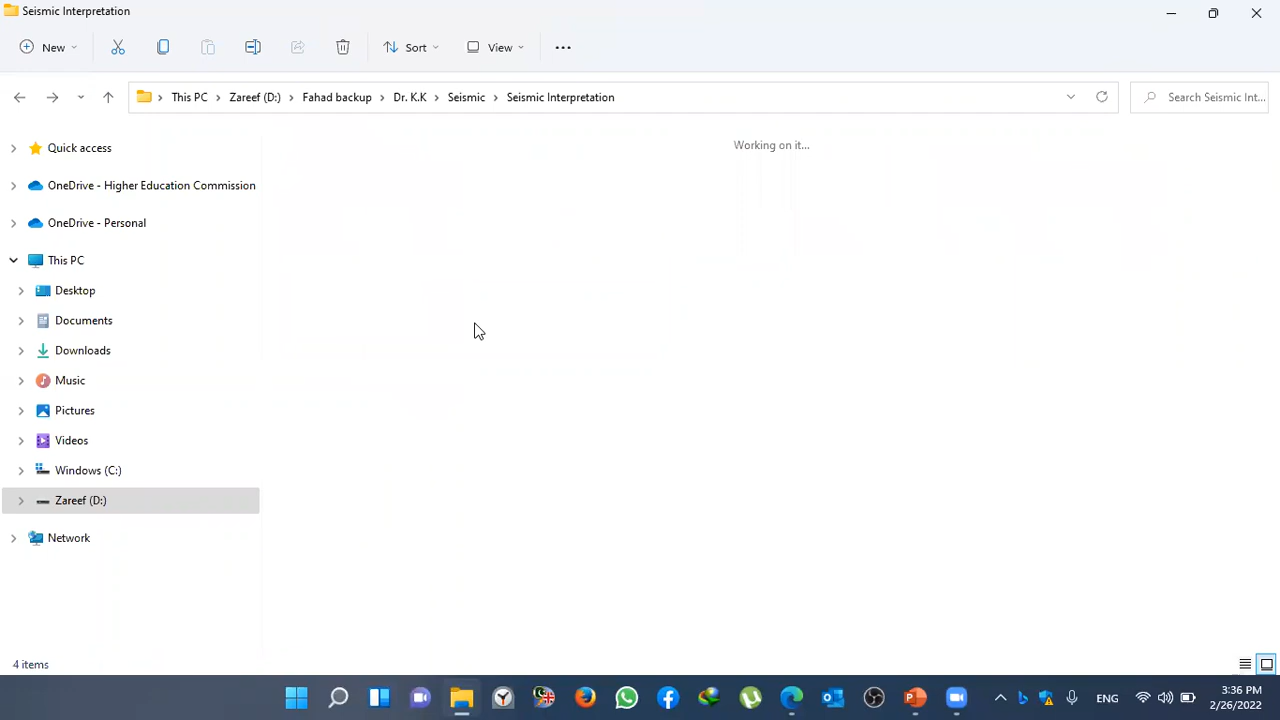 Seismic Interpretation
New
Sort
View
This PC > Zareef (D:) > Fahad backup > Dr. K.K > Seismic > Seismic Interpretation
Search Seismic Int...
Working on it...
Quick access
OneDrive - Higher Education Commission
OneDrive - Personal
This PC
Desktop
Documents
Downloads
Music
Pictures
Videos
Windows (C:)
Zareef (D:)
Network
4 items
ENG
3:36 PM
2/26/2022